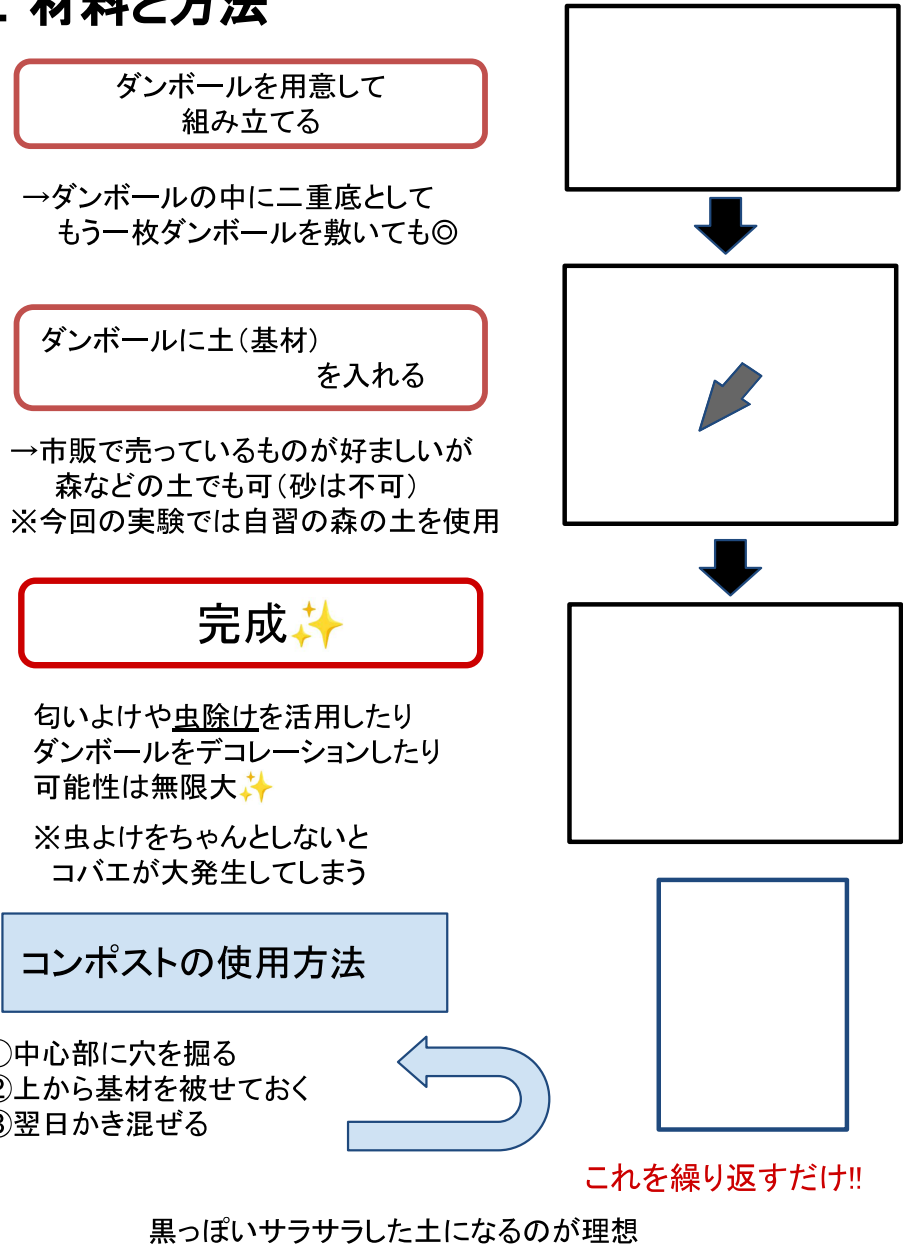 材料と方法
ダンボールを用意して
組み立てる
→ダンボールの中に二重底として
もう一枚ダンボールを敷いても◎
ダンボールに土（基材）
を入れる
→市販で売っているものが好ましいが
森などの土でも可（砂は不可）
※今回の実験では自習の森の土を使用
完成✨
匂いよけや虫除けを活用したり
ダンボールをデコレーションしたり
可能性は無限大✨
※虫よけをちゃんとしないと
コバエが大発生してしまう
コンポストの使用方法
①中心部に穴を掘る
②上から基材を被せておく
③翌日かき混ぜる
これを繰り返すだけ‼
黒っぽいサラサラした土になるのが理想